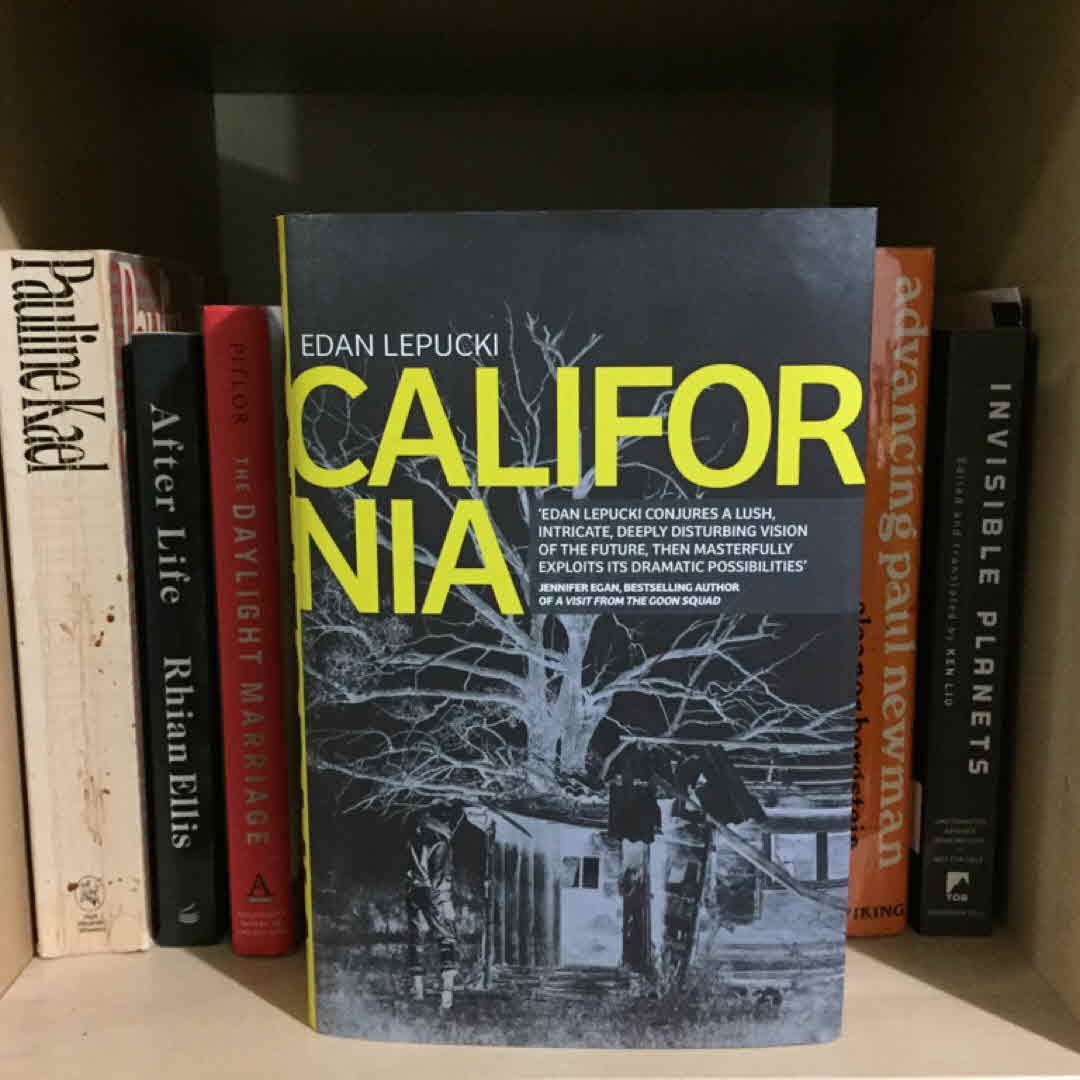 Pauline Kael
After Life Rhian Ellis
PITLOR THE DAYLIGHT MARRIAGE
A
EDAN LEPUCKI
CALIFOR
NIA
'EDAN LEPUCKI CONJURES A LUSH,
INTRICATE, DEEPLY DISTURBING VISION
OF THE FUTURE, THEN MASTERFULLY
EXPLOITS ITS DRAMATIC POSSIBILITIES'
JENNIFER EGAN, BESTSELLING AUTHOR
OF A VISIT FROM THE GOON SQUAD
advancing paul newman
VIKING
INVISIBLE PLANETS
Edited and translated by KEN LIU
TOR